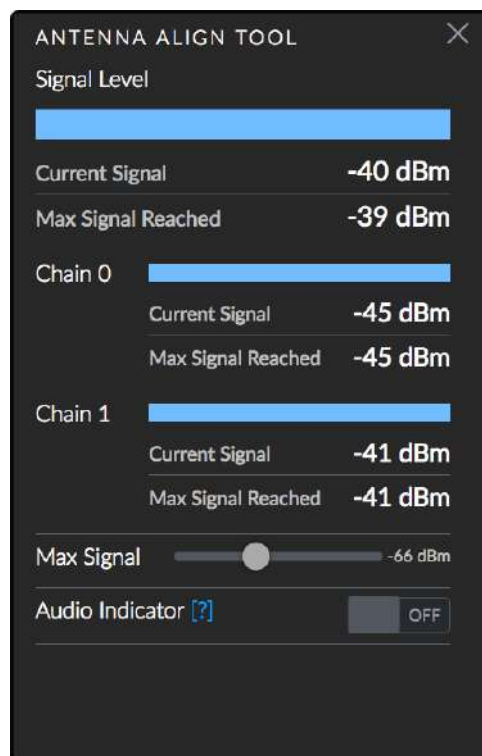 ANTENNA ALIGN TOOL
Signal Level
Current Signal -40 dBm
Max Signal Reached -39 dBm
Chain 0
Current Signal -45 dBm
Max Signal Reached -45 dBm
Chain 1
Current Signal -41 dBm
Max Signal Reached -41 dBm
Max Signal -66 dBm
Audio Indicator [?] OFF